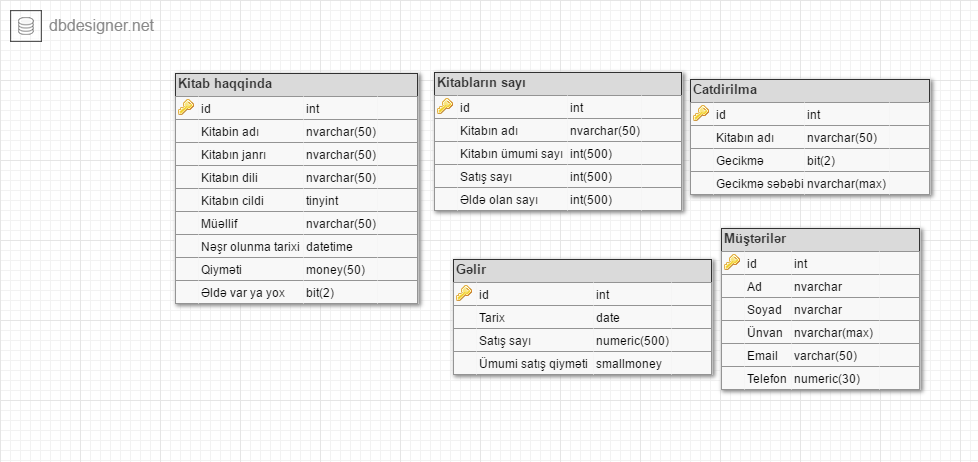 dbdesigner.net
Kitab haqqinda
id int
Kitabin adı nvarchar(50)
Kitabın janrı nvarchar(50)
Kitabın dili nvarchar(50)
Kitabın cildi tinyint
Müəllif nvarchar(50)
Nəşr olunma tarixi datetime
Qiyməti money(50)
Əldə var ya yox bit(2)
Kitabların sayı
id int
Kitabın adı nvarchar(50)
Kitabın ümumi sayı int(500)
Satış sayı int(500)
Əldə olan sayı int(500)
Catdirilma
id int
Kitabın adı nvarchar(50)
Gecikmə bit(2)
Gecikmə səbəbi nvarchar(max)
Gəlir
id int
Tarix date
Satış sayı numeric(500)
Ümumi satış qiyməti smallmoney
Müştərilər
id int
Ad nvarchar
Soyad nvarchar
Ünvan nvarchar(max)
Email varchar(50)
Telefon numeric(30)